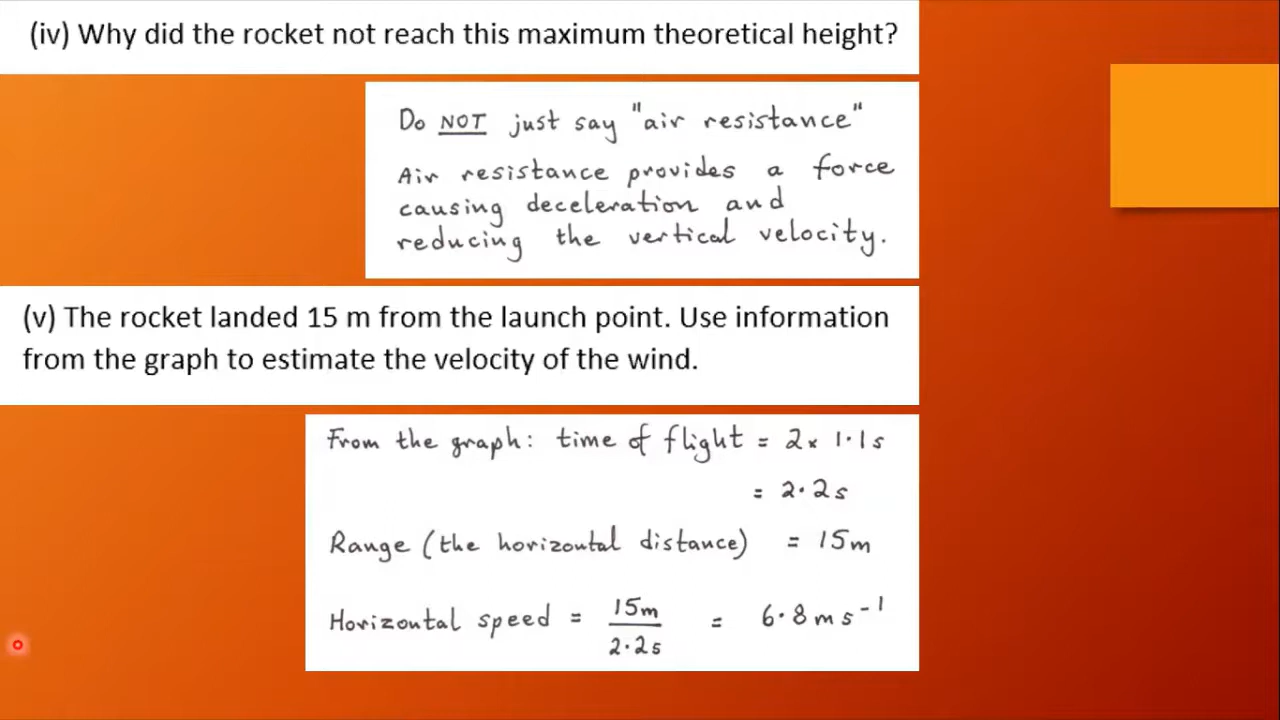 (iv) Why did the rocket not reach this maximum theoretical height?
Do NOT just say "air resistance"
Air resistance provides a force
causing deceleration and
reducing the vertical velocity.
(v) The rocket landed 15 m from the launch point. Use information
from the graph to estimate the velocity of the wind.
From the graph: time of flight = 2 × 1·1s
= 2·2s
Range (the horizontal distance) = 15m
Horizontal speed = 15m / 2·2s = 6·8 m s⁻¹